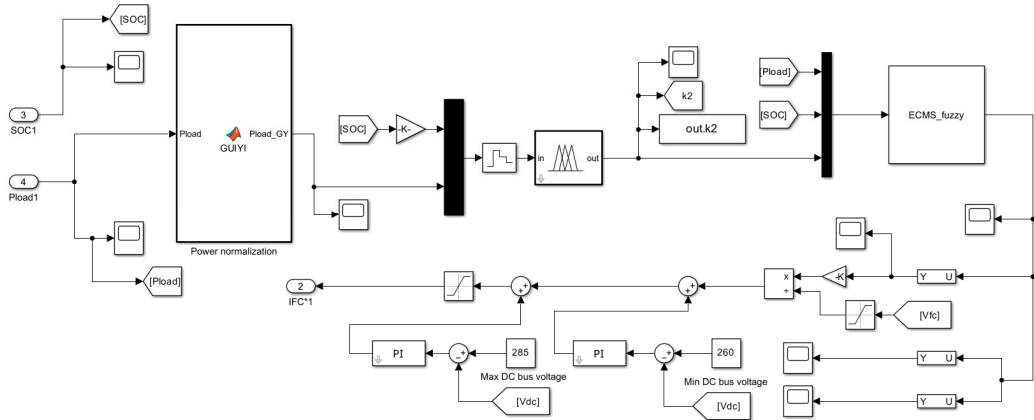 [SOC]
3
SOC1
4
Pload1
[Pload]
Pload
GUIYI
Pload_GY
Power normalization
[SOC]
-K-
in
out
k2
out.k2
[Pload]
[SOC]
ECMS_fuzzy
2
IFC*1
+
+
+
+
x
÷
-K
Y U
[Vfc]
PI
− +
285
Max DC bus voltage
[Vdc]
PI
− +
260
Min DC bus voltage
[Vdc]
Y U
Y U